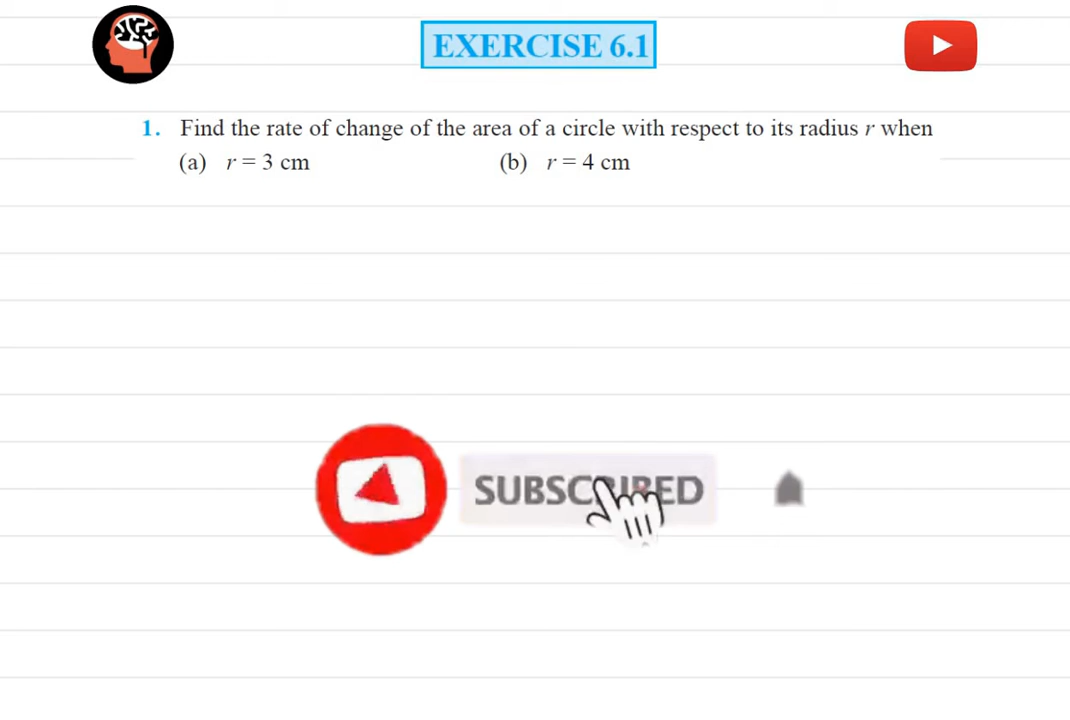 EXERCISE 6.1
1. Find the rate of change of the area of a circle with respect to its radius r when
(a) r = 3 cm (b) r = 4 cm
SUBSCRIBED